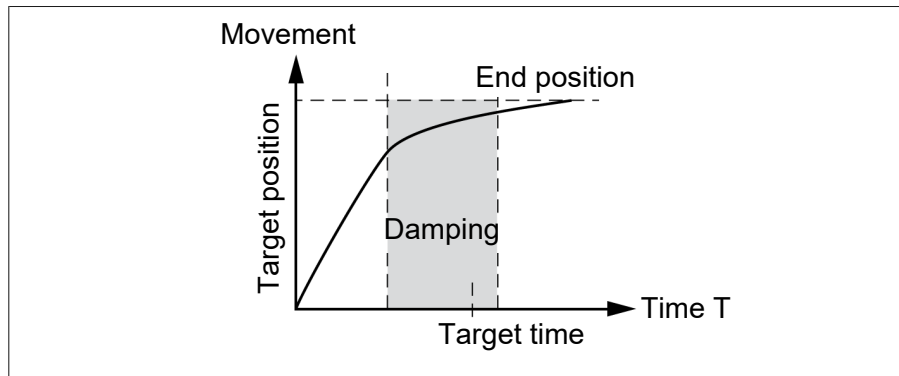 Movement
End position
Target position
Damping
Time T
Target time